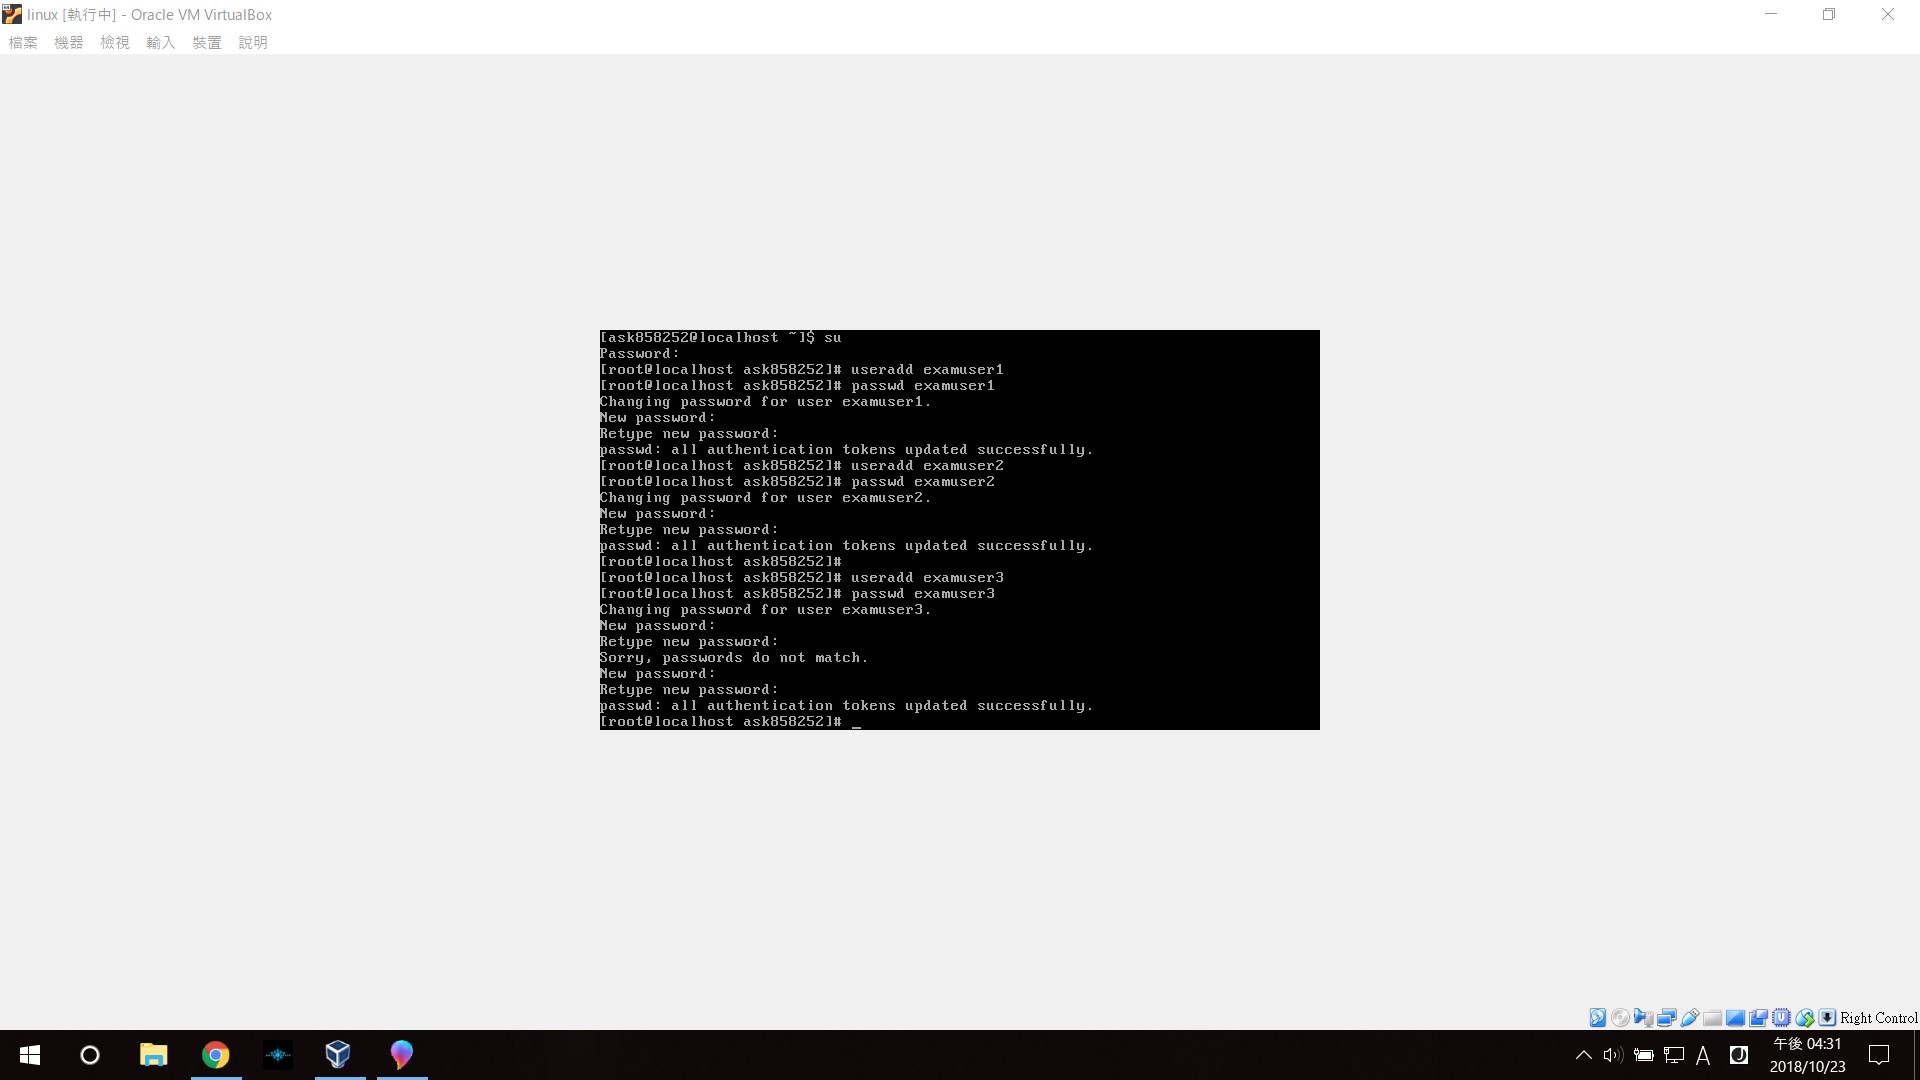 linux [執行中] - Oracle VM VirtualBox
檔案 機器 檢視 輸入 裝置 說明
[ask858252@localhost ~]$ su
Password:
[root@localhost ask858252]# useradd examuser1
[root@localhost ask858252]# passwd examuser1
Changing password for user examuser1.
New password:
Retype new password:
passwd: all authentication tokens updated successfully.
[root@localhost ask858252]# useradd examuser2
[root@localhost ask858252]# passwd examuser2
Changing password for user examuser2.
New password:
Retype new password:
passwd: all authentication tokens updated successfully.
[root@localhost ask858252]#
[root@localhost ask858252]# useradd examuser3
[root@localhost ask858252]# passwd examuser3
Changing password for user examuser3.
New password:
Retype new password:
Sorry, passwords do not match.
New password:
Retype new password:
passwd: all authentication tokens updated successfully.
[root@localhost ask858252]# _
Right Control
A
午後 04:31
2018/10/23